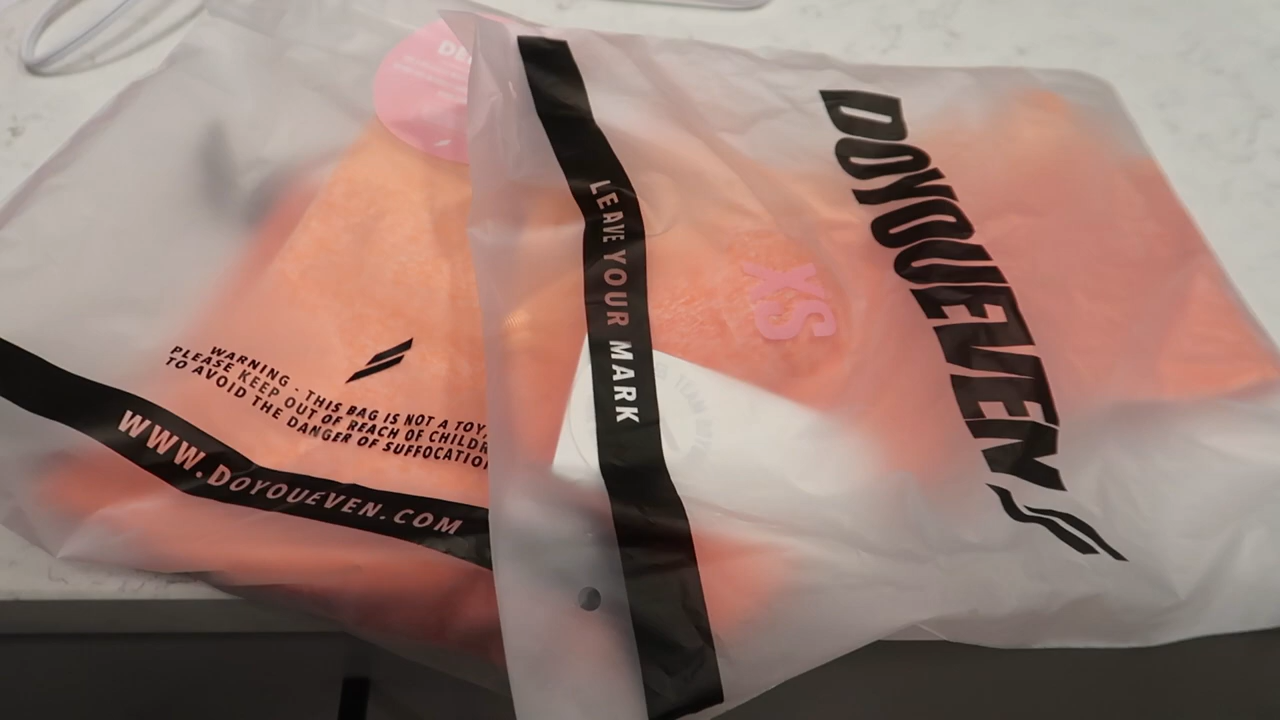 WARNING - THIS BAG IS NOT A TOY,
PLEASE KEEP OUT OF REACH OF CHILDR
TO AVOID THE DANGER OF SUFFOCATION
WWW.DOYOUEVEN.COM
LEAVE YOUR MARK
XS
DOYOUEVEN